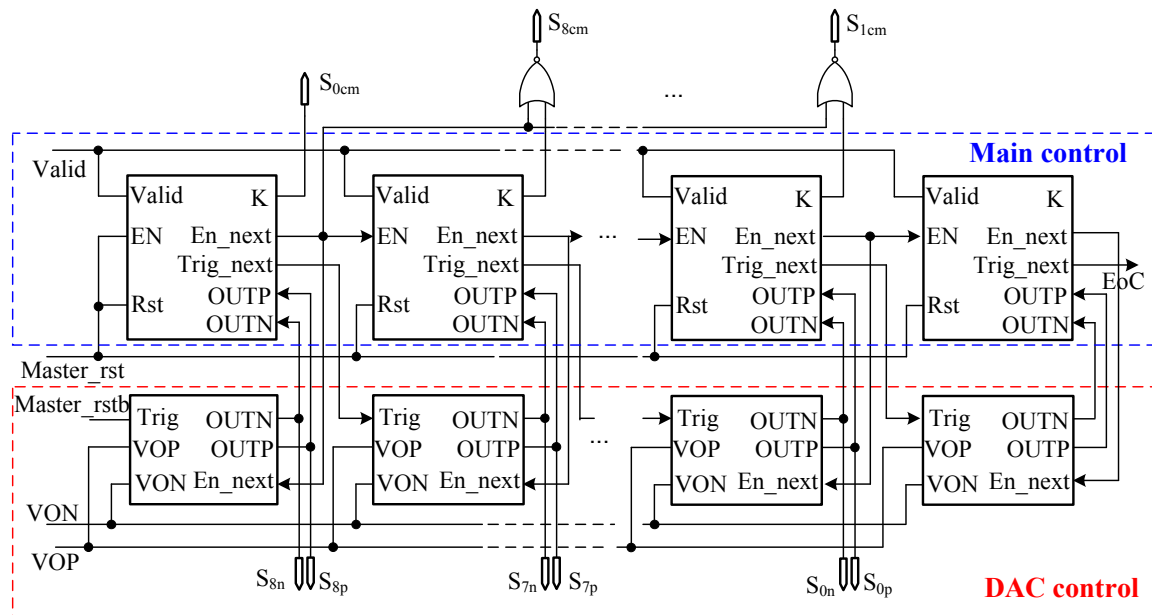 S8cm
S1cm
S0cm
...
Main control
Valid
Valid K
EN En_next
Trig_next
OUTP
Rst
OUTN
Valid K
EN En_next
Trig_next
OUTP
Rst
OUTN
...
Valid K
EN En_next
Trig_next
OUTP
Rst
OUTN
Valid K
EN En_next
Trig_next
OUTP
Rst
OUTN
EoC
Master_rst
Master_rstb
Trig OUTN
VOP OUTP
VON En_next
Trig OUTN
VOP OUTP
VON En_next
...
Trig OUTN
VOP OUTP
VON En_next
Trig OUTN
VOP OUTP
VON En_next
VON
VOP
S8n S8p
S7n S7p
S0n S0p
DAC control